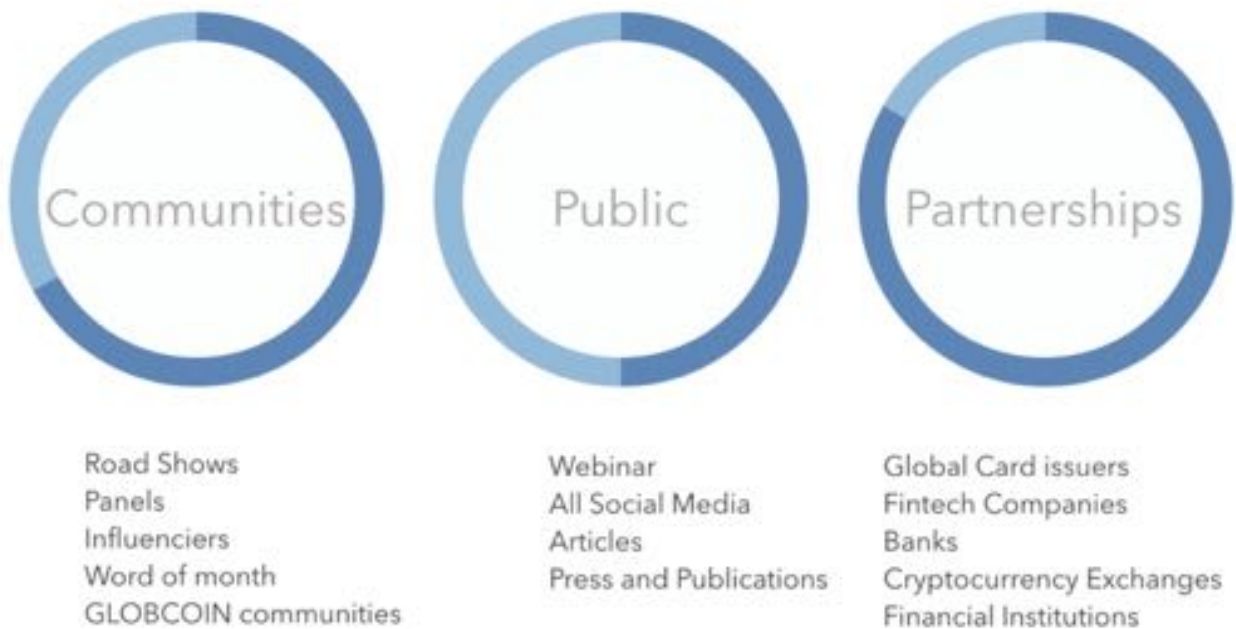 Communities
Road Shows
Panels
Influenciers
Word of month
GLOBCOIN communities
Public
Webinar
All Social Media
Articles
Press and Publications
Partnerships
Global Card issuers
Fintech Companies
Banks
Cryptocurrency Exchanges
Financial Institutions